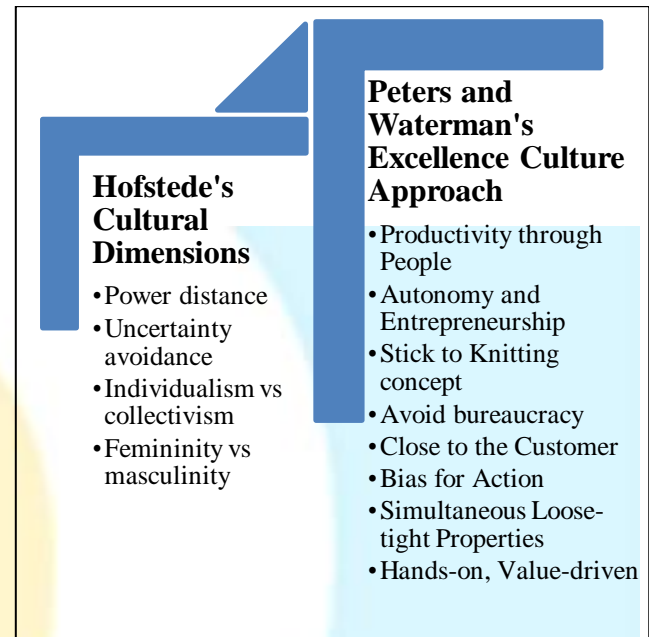 Hofstede's
Cultural
Dimensions
•Power distance
•Uncertainty
avoidance
•Individualism vs
collectivism
•Femininity vs
masculinity
Peters and
Waterman's
Excellence Culture
Approach
•Productivity through
People
•Autonomy and
Entrepreneurship
•Stick to Knitting
concept
•Avoid bureaucracy
•Close to the Customer
•Bias for Action
•Simultaneous Loose-
tight Properties
•Hands-on, Value-driven